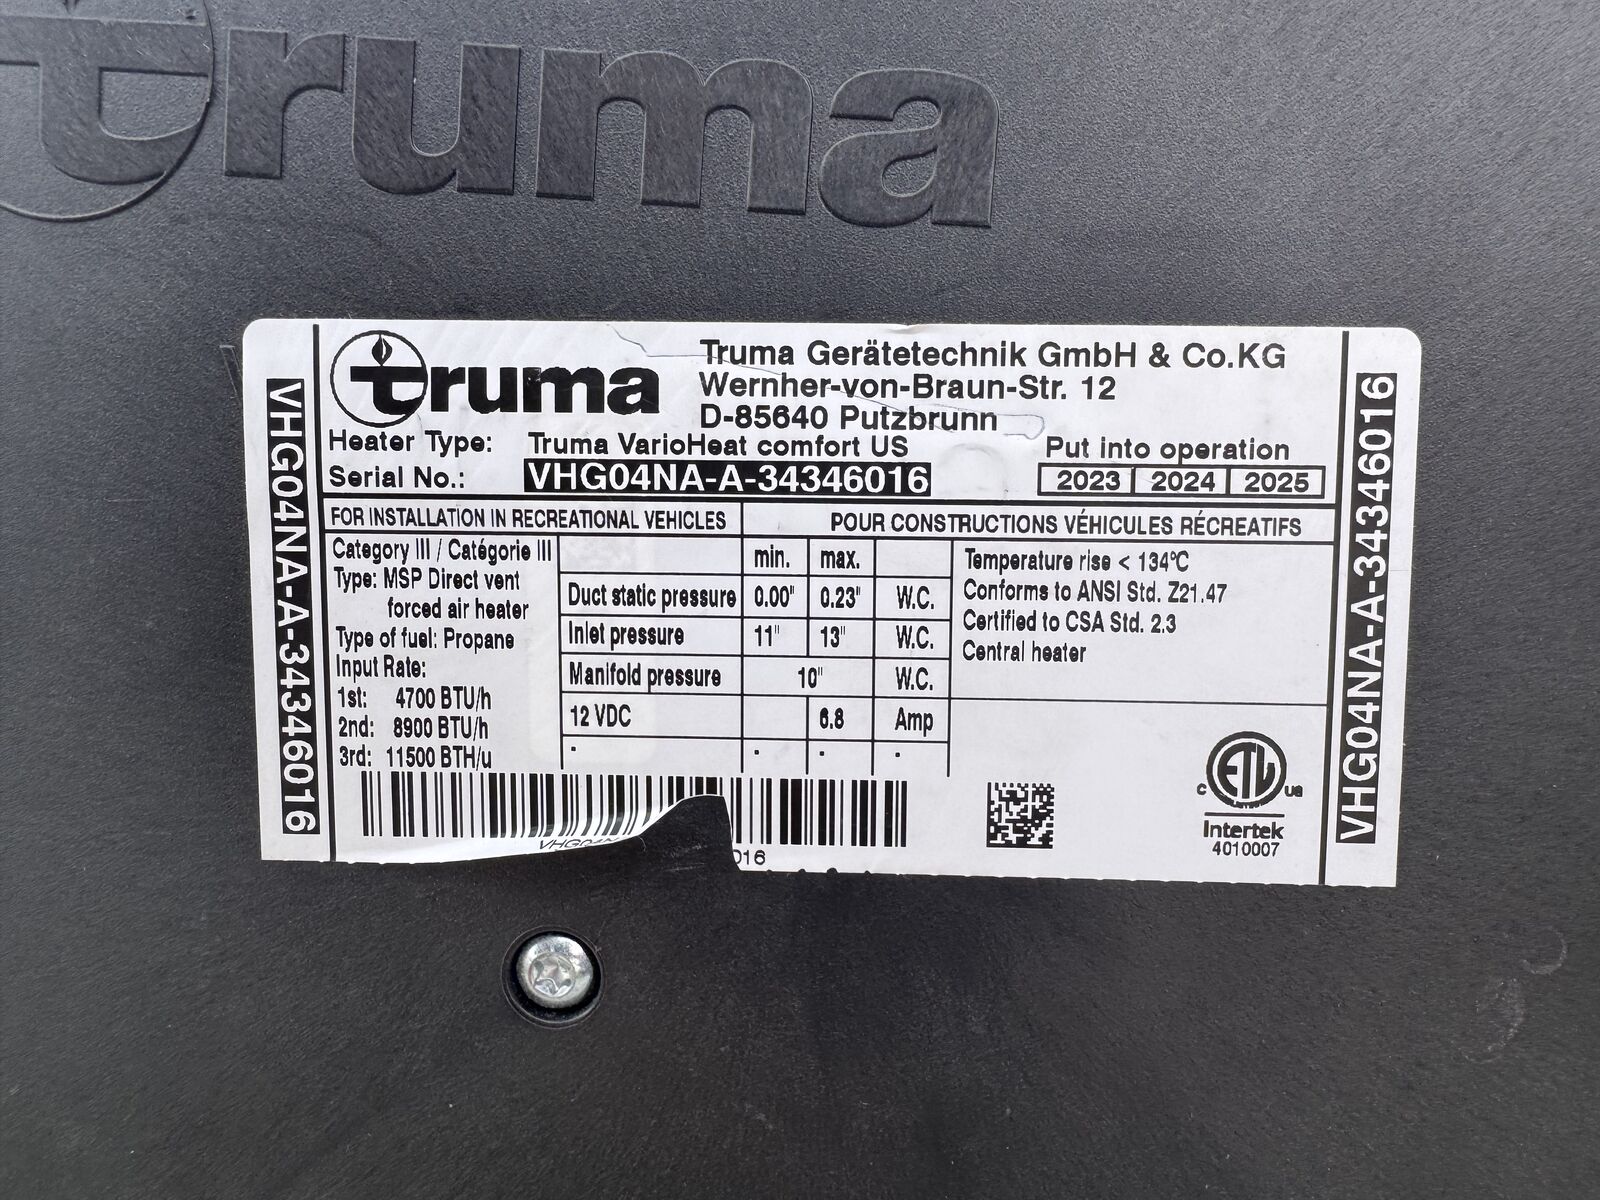 truma
truma
Truma Gerätetechnik GmbH & Co.KG
Wernher-von-Braun-Str. 12
D-85640 Putzbrunn
Heater Type: Truma VarioHeat comfort US
Serial No.: VHG04NA-A-34346016
Put into operation
2023 2024 2025
FOR INSTALLATION IN RECREATIONAL VEHICLES
POUR CONSTRUCTIONS VÉHICULES RÉCREATIFS
Category III / Catégorie III
Type: MSP Direct vent
forced air heater
Type of fuel: Propane
Input Rate:
1st: 4700 BTU/h
2nd: 8900 BTU/h
3rd: 11500 BTH/u
min. max.
Duct static pressure 0.00" 0.23" W.C.
Inlet pressure 11" 13" W.C.
Manifold pressure 10" W.C.
12 VDC 6.8 Amp
- - - -
Temperature rise < 134°C
Conforms to ANSI Std. Z21.47
Certified to CSA Std. 2.3
Central heater
c ETL us
Intertek
4010007
016
VHG04NA-A-34346016
VHG04NA-A-34346016